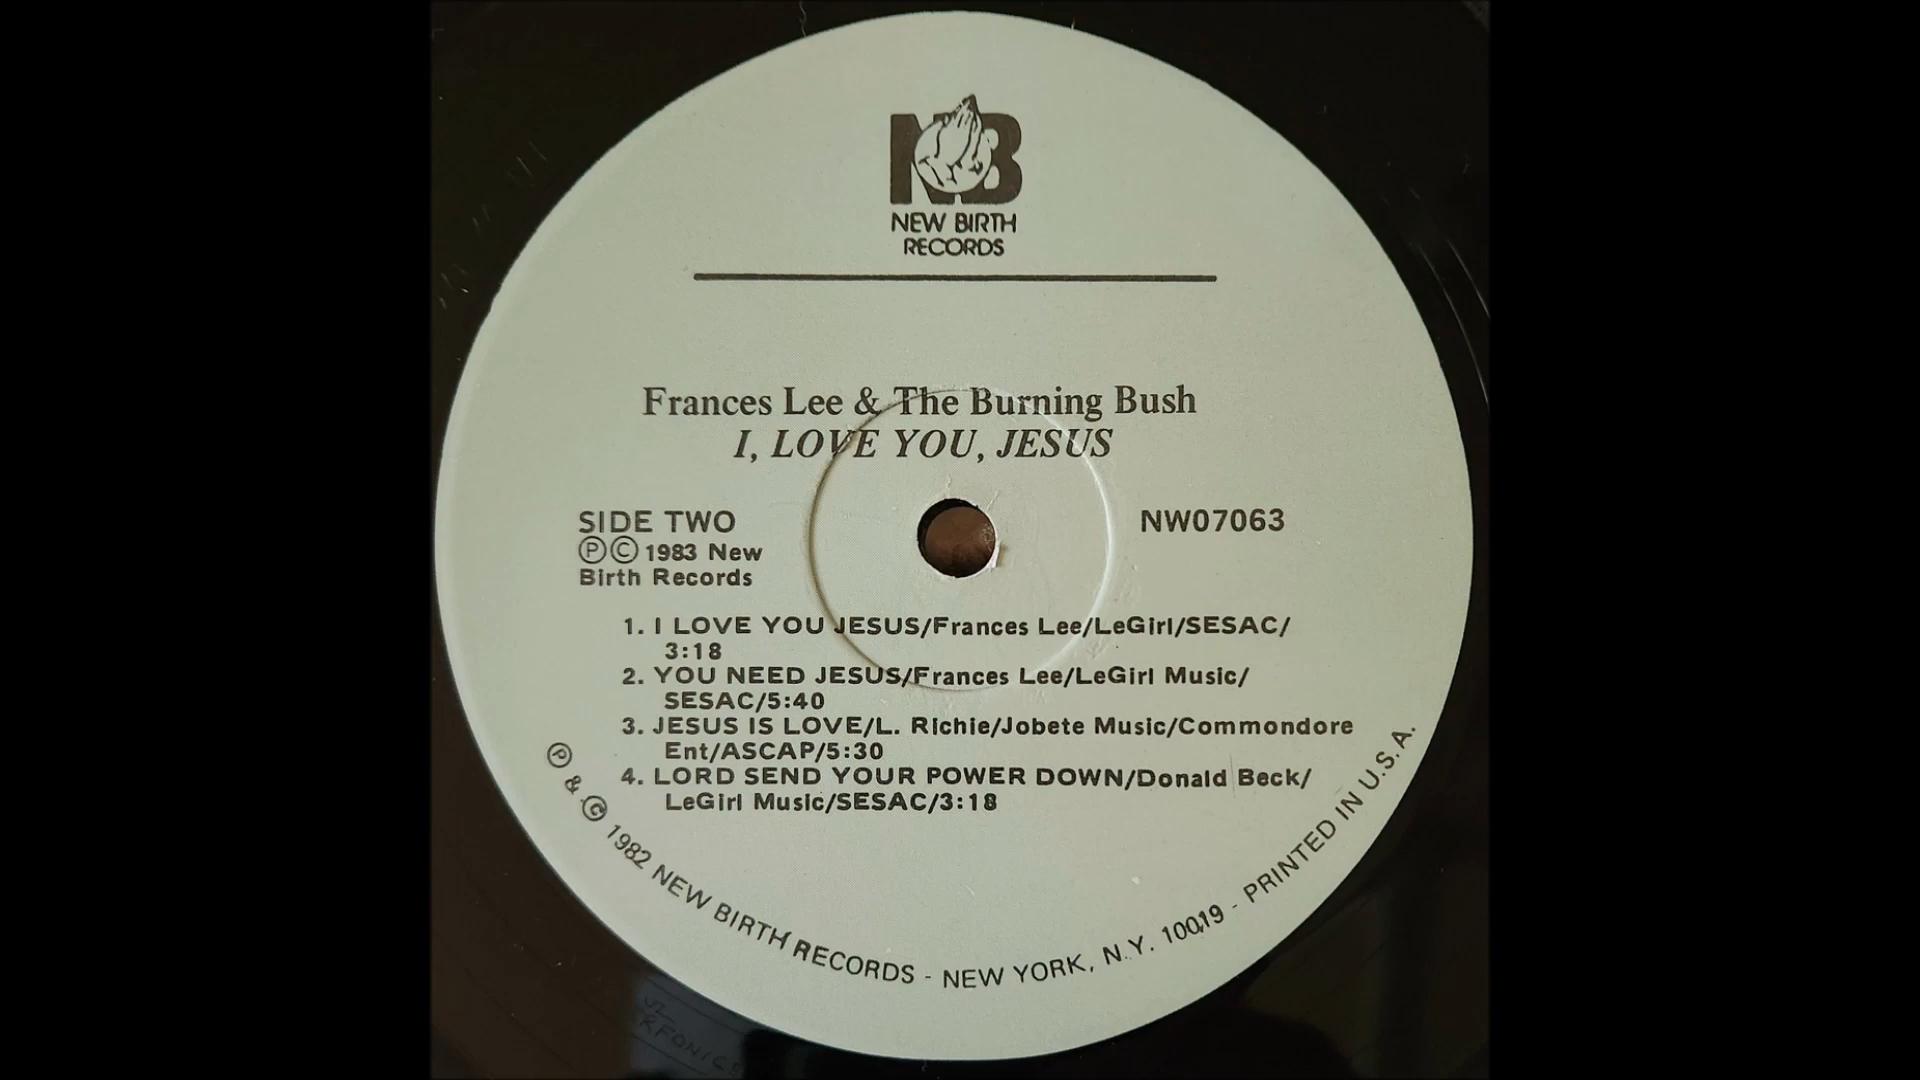 NB
NEW BIRTH
RECORDS
Frances Lee & The Burning Bush
I, LOVE YOU, JESUS
SIDE TWO
NW07063
Ⓟ© 1983 New
Birth Records
1. I LOVE YOU JESUS/Frances Lee/LeGirl/SESAC/
3:18
2. YOU NEED JESUS/Frances Lee/LeGirl Music/
SESAC/5:40
3. JESUS IS LOVE/L. Richie/Jobete Music/Commondore
Ent/ASCAP/5:30
4. LORD SEND YOUR POWER DOWN/Donald Beck/
LeGirl Music/SESAC/3:18
Ⓟ & © 1982 NEW BIRTH RECORDS - NEW YORK, N.Y. 10019 - PRINTED IN U.S.A.